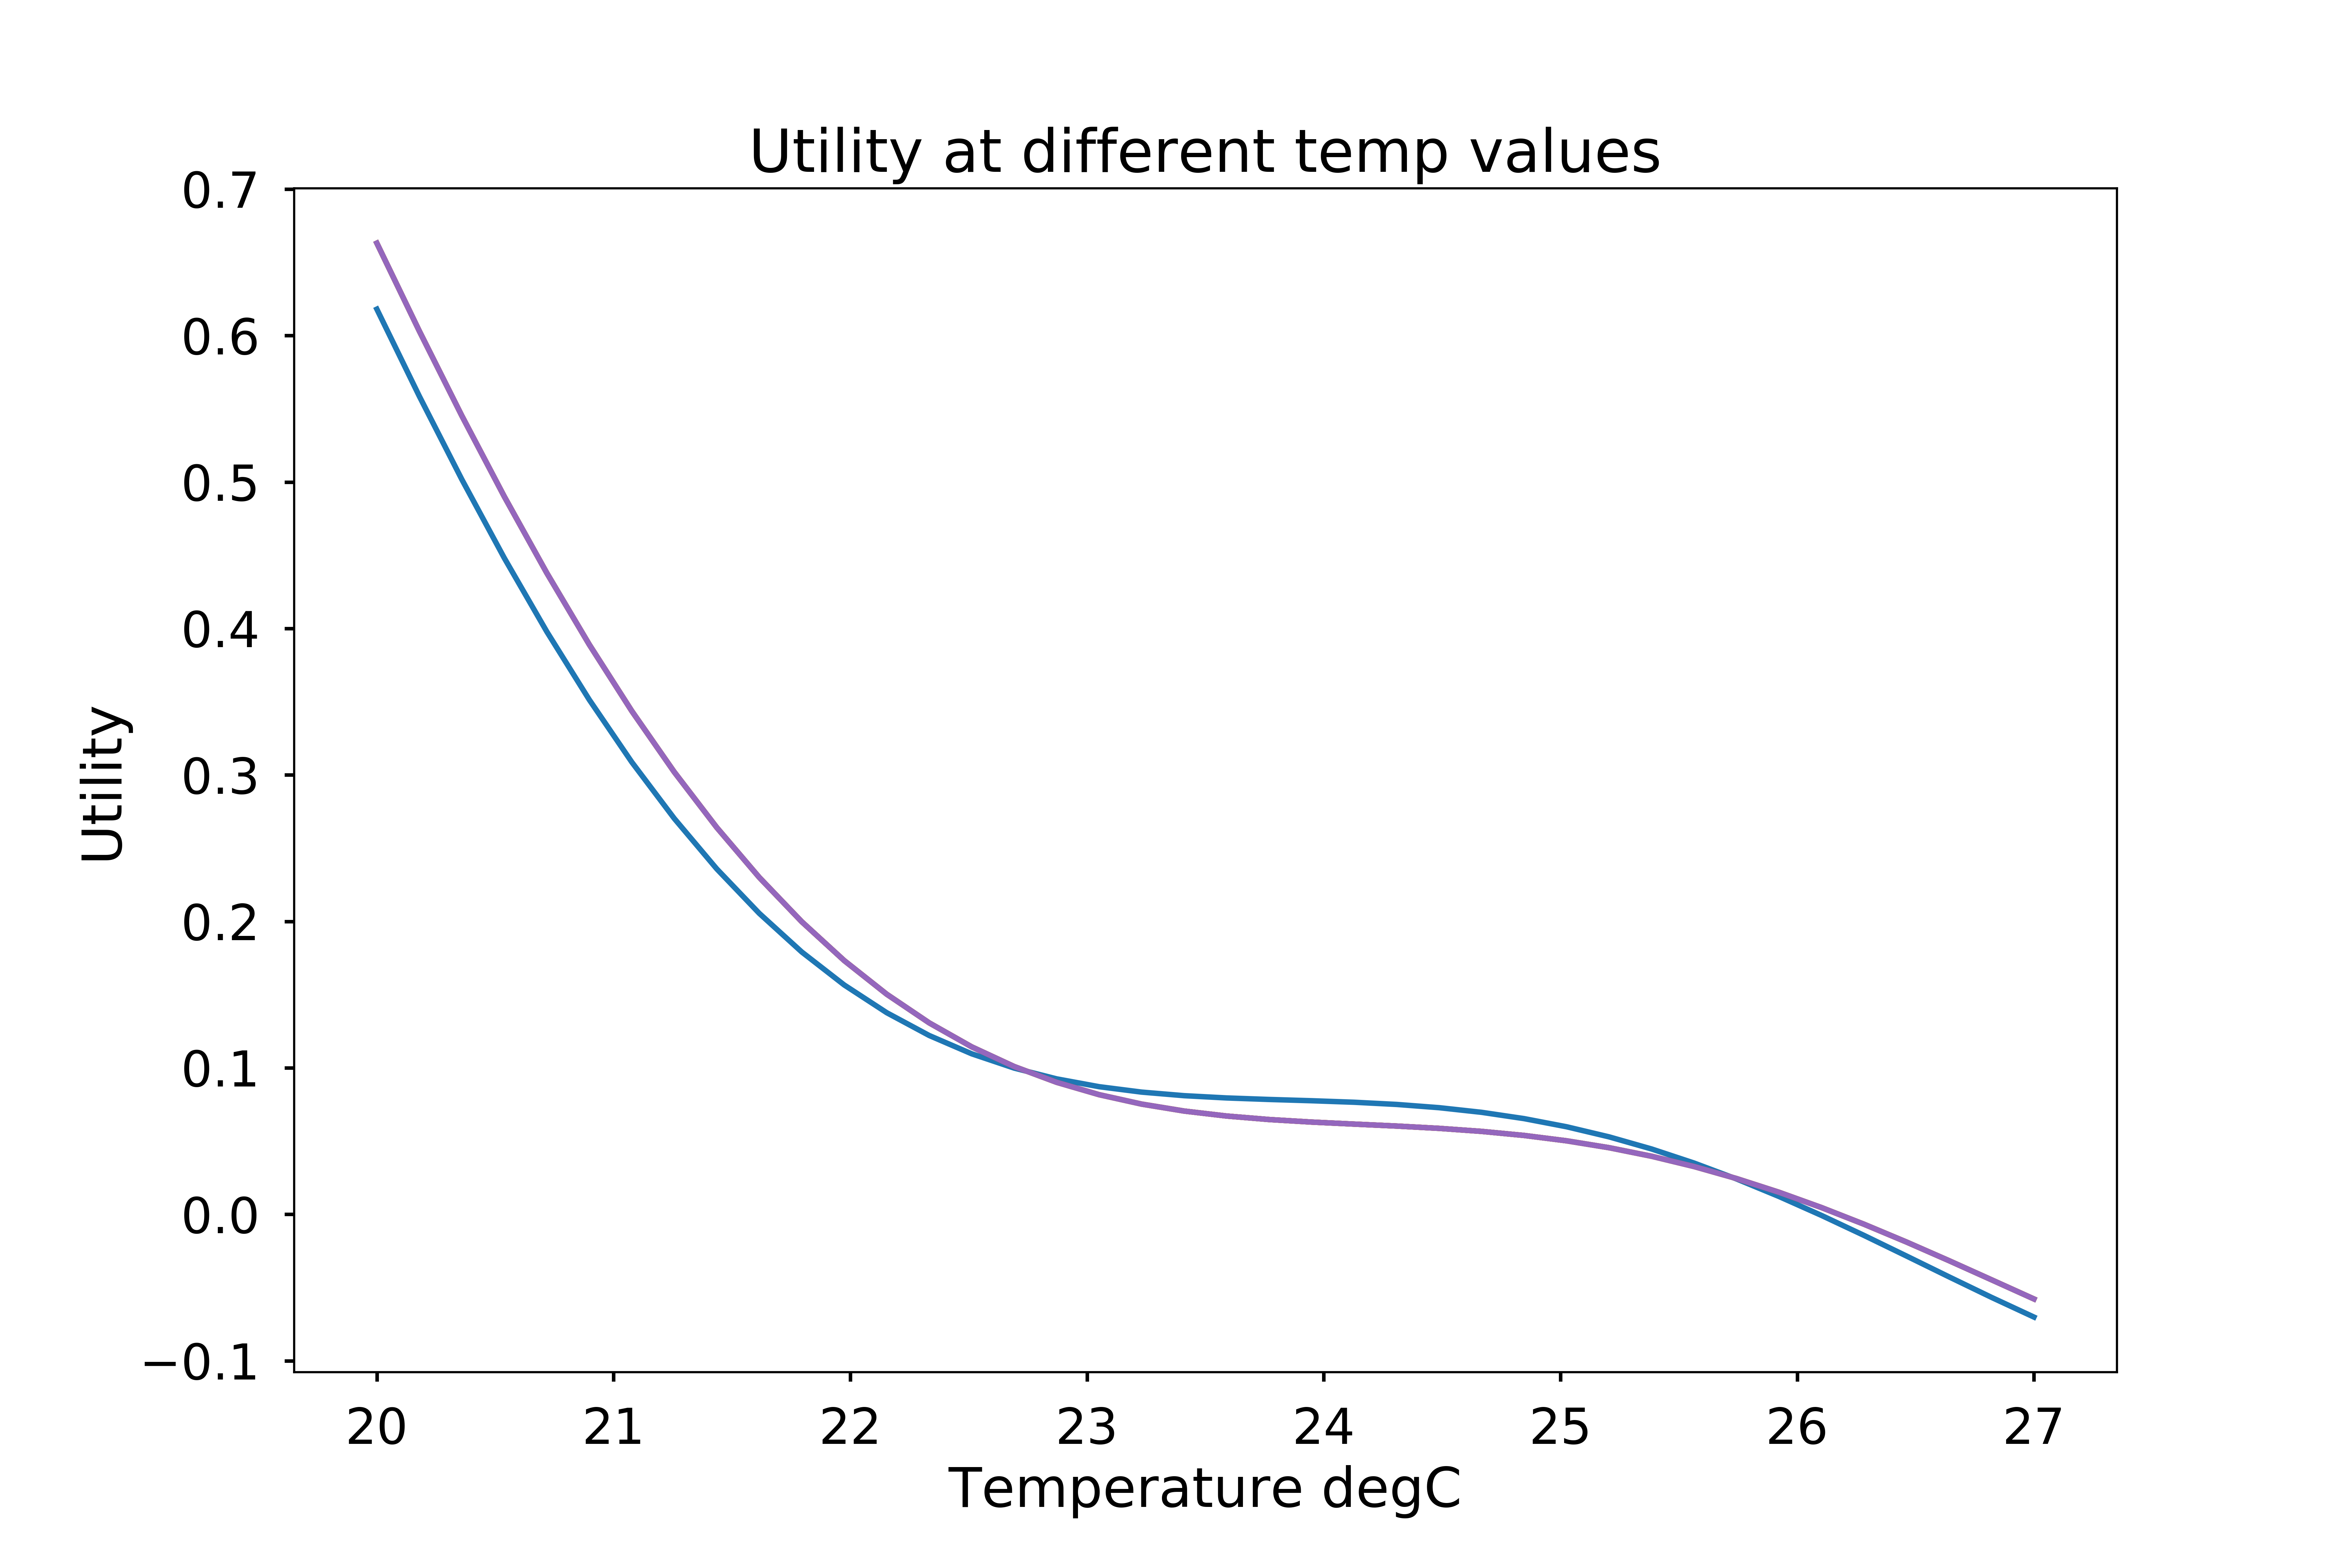 Utility at different temp values
0.7
0.6
0.5
0.4
0.3
0.2
0.1
0.0
−0.1
Utility
20 21 22 23 24 25 26 27
Temperature degC